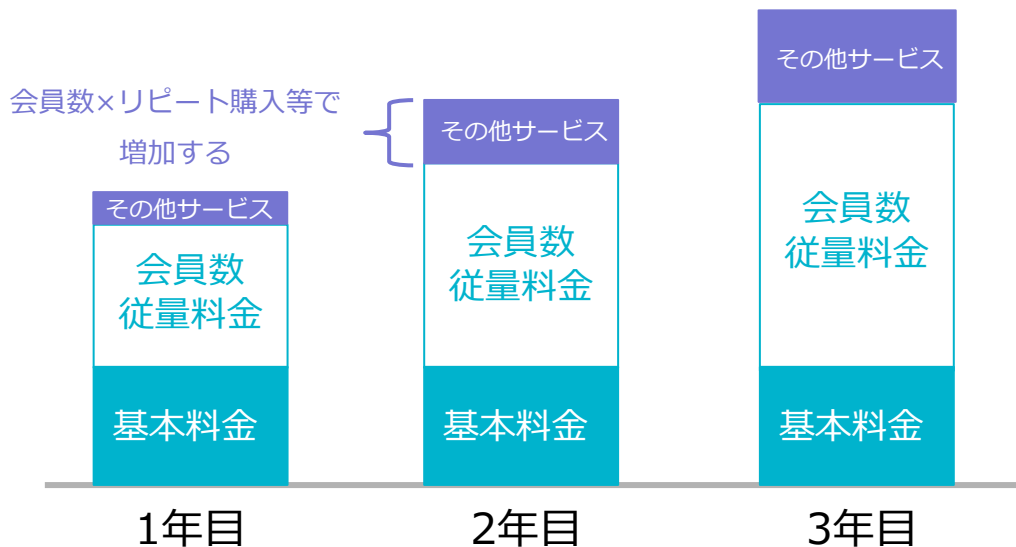 会員数×リピート購入等で
増加する
その他サービス
会員数
従量料金
基本料金
1年目
その他サービス
会員数
従量料金
基本料金
2年目
その他サービス
会員数
従量料金
基本料金
3年目